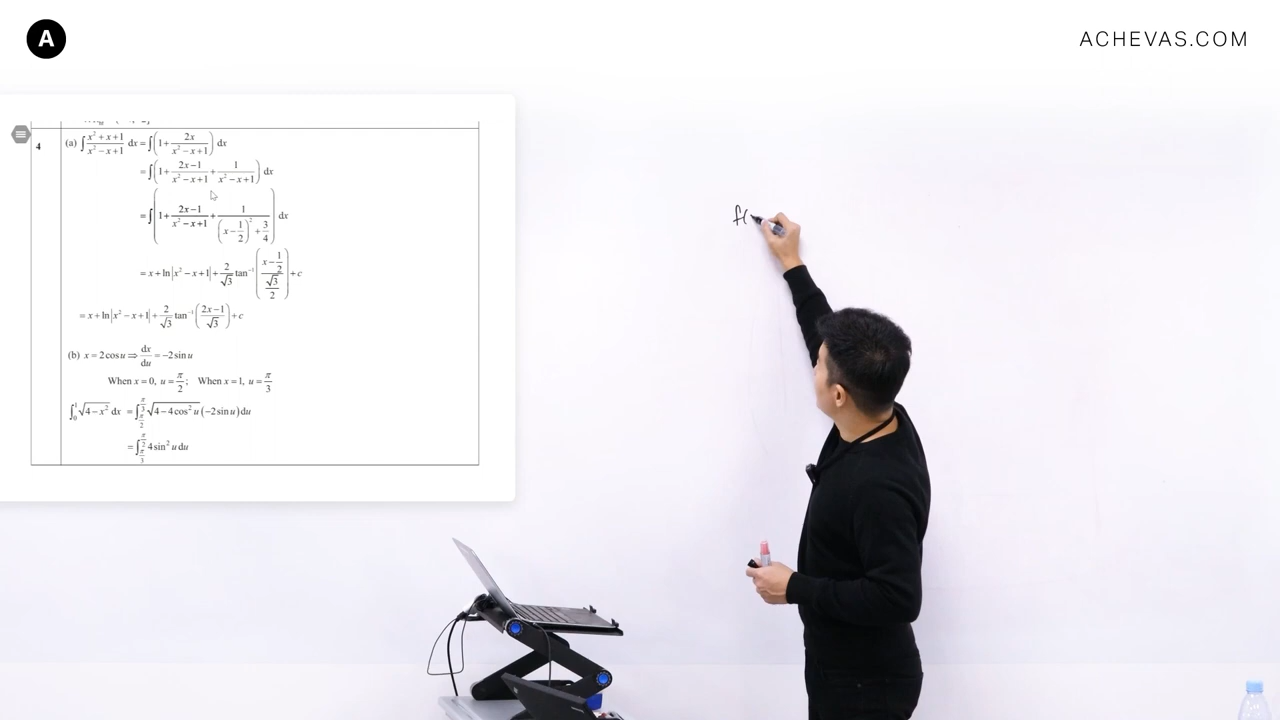 A
ACHEVAS.COM
4
(a) ∫ (x² + x + 1)/(x² − x + 1) dx = ∫ (1 + 2x/(x² − x + 1)) dx
= ∫ (1 + (2x − 1)/(x² − x + 1) + 1/(x² − x + 1)) dx
= ∫ (1 + (2x − 1)/(x² − x + 1) + 1/((x − 1/2)² + 3/4)) dx
= x + ln|x² − x + 1| + 2/√3 tan⁻¹((x − 1/2)/(√3/2)) + c
= x + ln|x² − x + 1| + 2/√3 tan⁻¹((2x − 1)/√3) + c
(b) x = 2 cos u ⇒ dx/du = −2 sin u
When x = 0, u = π/2; When x = 1, u = π/3
∫₀¹ √(4 − x²) dx = ∫_{π/2}^{π/3} √(4 − 4cos² u) (−2 sin u) du
= ∫_{π/3}^{π/2} 4 sin² u du
f(